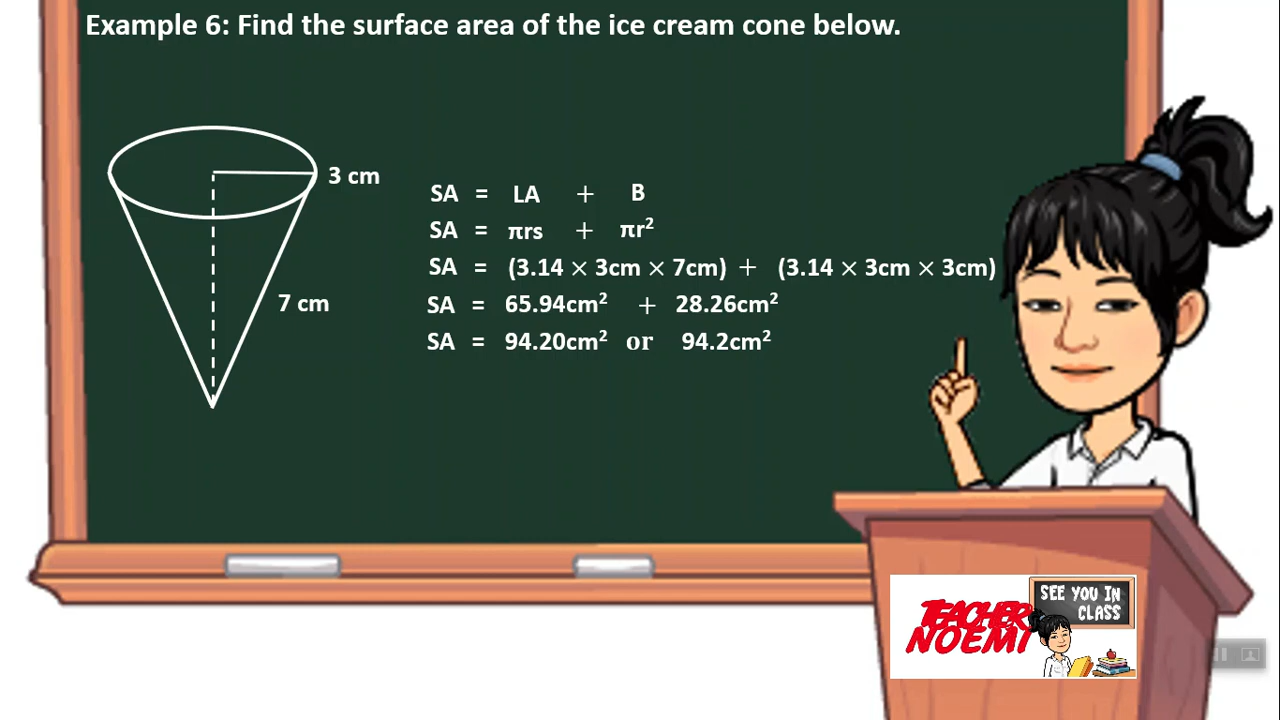 Example 6: Find the surface area of the ice cream cone below.
3 cm
7 cm
SA = LA + B
SA = πrs + πr²
SA = (3.14 × 3cm × 7cm) + (3.14 × 3cm × 3cm)
SA = 65.94cm² + 28.26cm²
SA = 94.20cm² or 94.2cm²
TEACHER
NOEMI
SEE YOU IN
CLASS